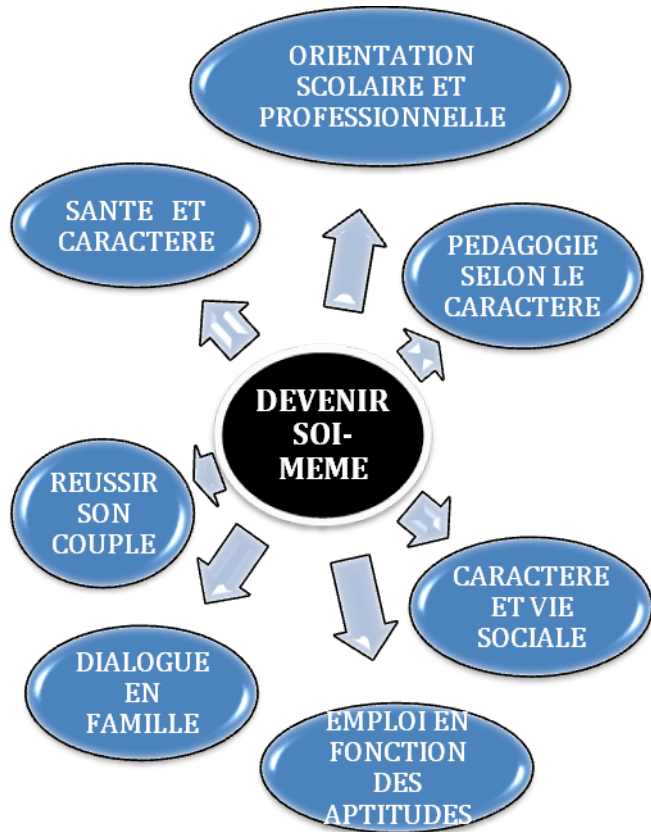 ORIENTATION
SCOLAIRE ET
PROFESSIONNELLE
SANTE ET
CARACTERE
PEDAGOGIE
SELON LE
CARACTERE
DEVENIR
SOI-
MEME
REUSSIR
SON
COUPLE
CARACTERE
ET VIE
SOCIALE
DIALOGUE
EN
FAMILLE
EMPLOI EN
FONCTION
DES
APTITUDES